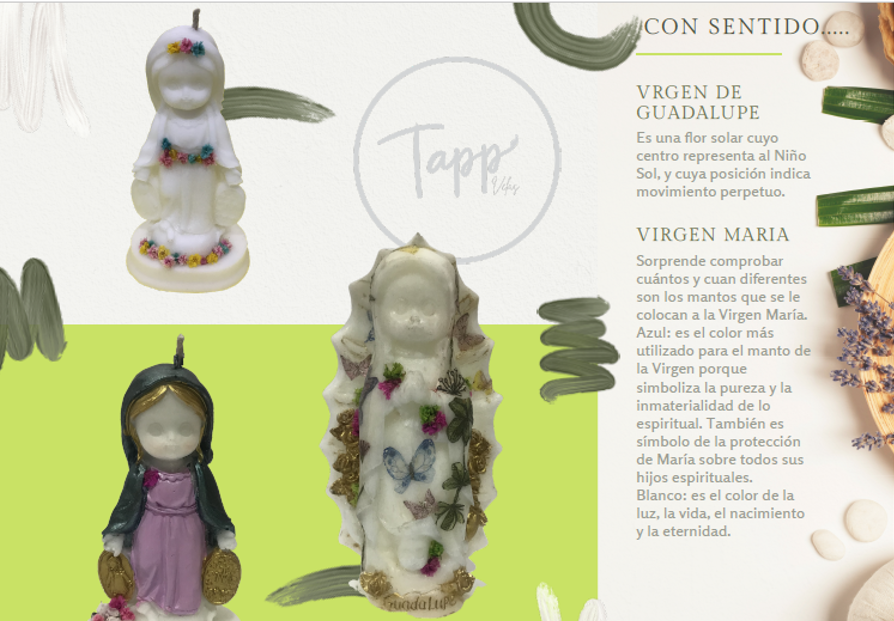 CON SENTIDO.....
Tapp
Velas
VRGEN DE
GUADALUPE
Es una flor solar cuyo
centro representa al Niño
Sol, y cuya posición indica
movimiento perpetuo.
VIRGEN MARIA
Sorprende comprobar
cuántos y cuan diferentes
son los mantos que se le
colocan a la Virgen María.
Azul: es el color más
utilizado para el manto de
la Virgen porque
simboliza la pureza y la
inmaterialidad de lo
espiritual. También es
símbolo de la protección
de María sobre todos sus
hijos espirituales.
Blanco: es el color de la
luz, la vida, el nacimiento
y la eternidad.
GuadaLupe